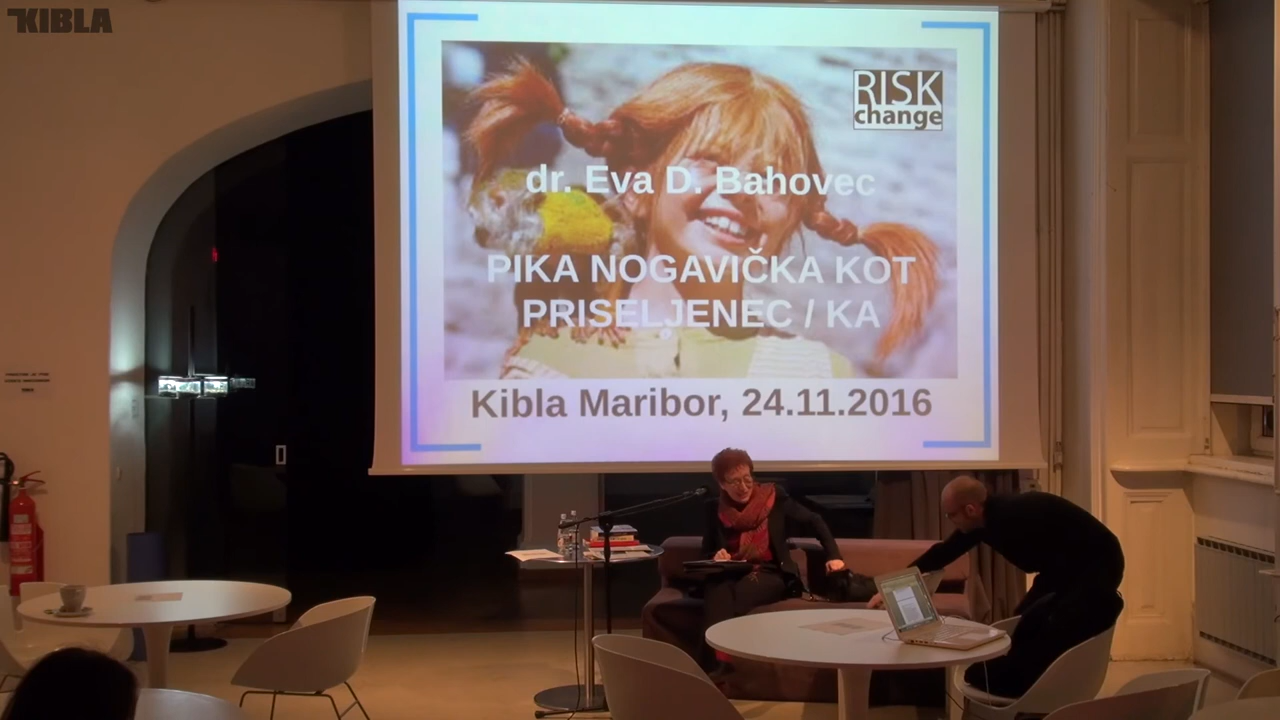 KIBLA
RISK
change
dr. Eva D. Bahovec
PIKA NOGAVIČKA KOT
PRISELJENEC / KA
Kibla Maribor, 24.11.2016